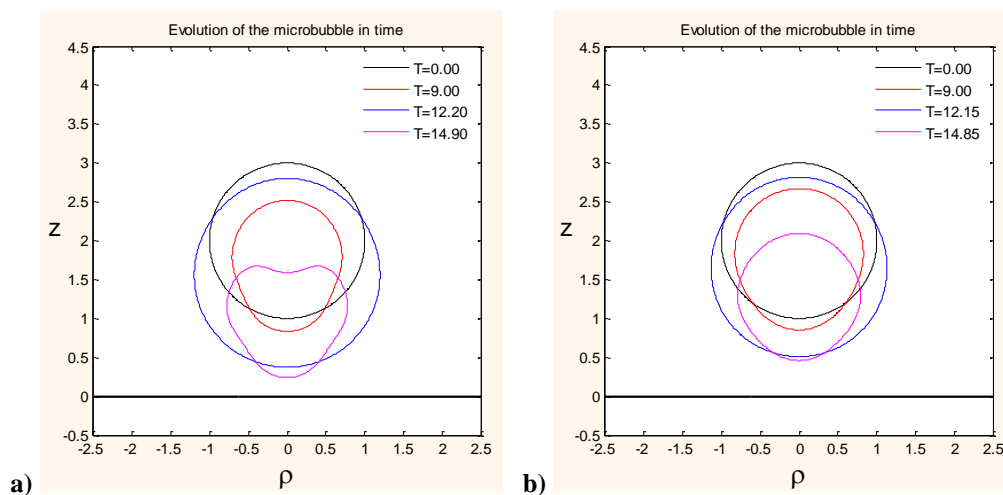 Evolution of the microbubble in time
4.5
4
3.5
3
2.5
2
1.5
1
0.5
0
-0.5
z
T=0.00
T=9.00
T=12.20
T=14.90
-2.5 -2 -1.5 -1 -0.5 0 0.5 1 1.5 2 2.5
ρ
a)
Evolution of the microbubble in time
4.5
4
3.5
3
2.5
2
1.5
1
0.5
0
-0.5
z
T=0.00
T=9.00
T=12.15
T=14.85
-2.5 -2 -1.5 -1 -0.5 0 0.5 1 1.5 2 2.5
ρ
b)